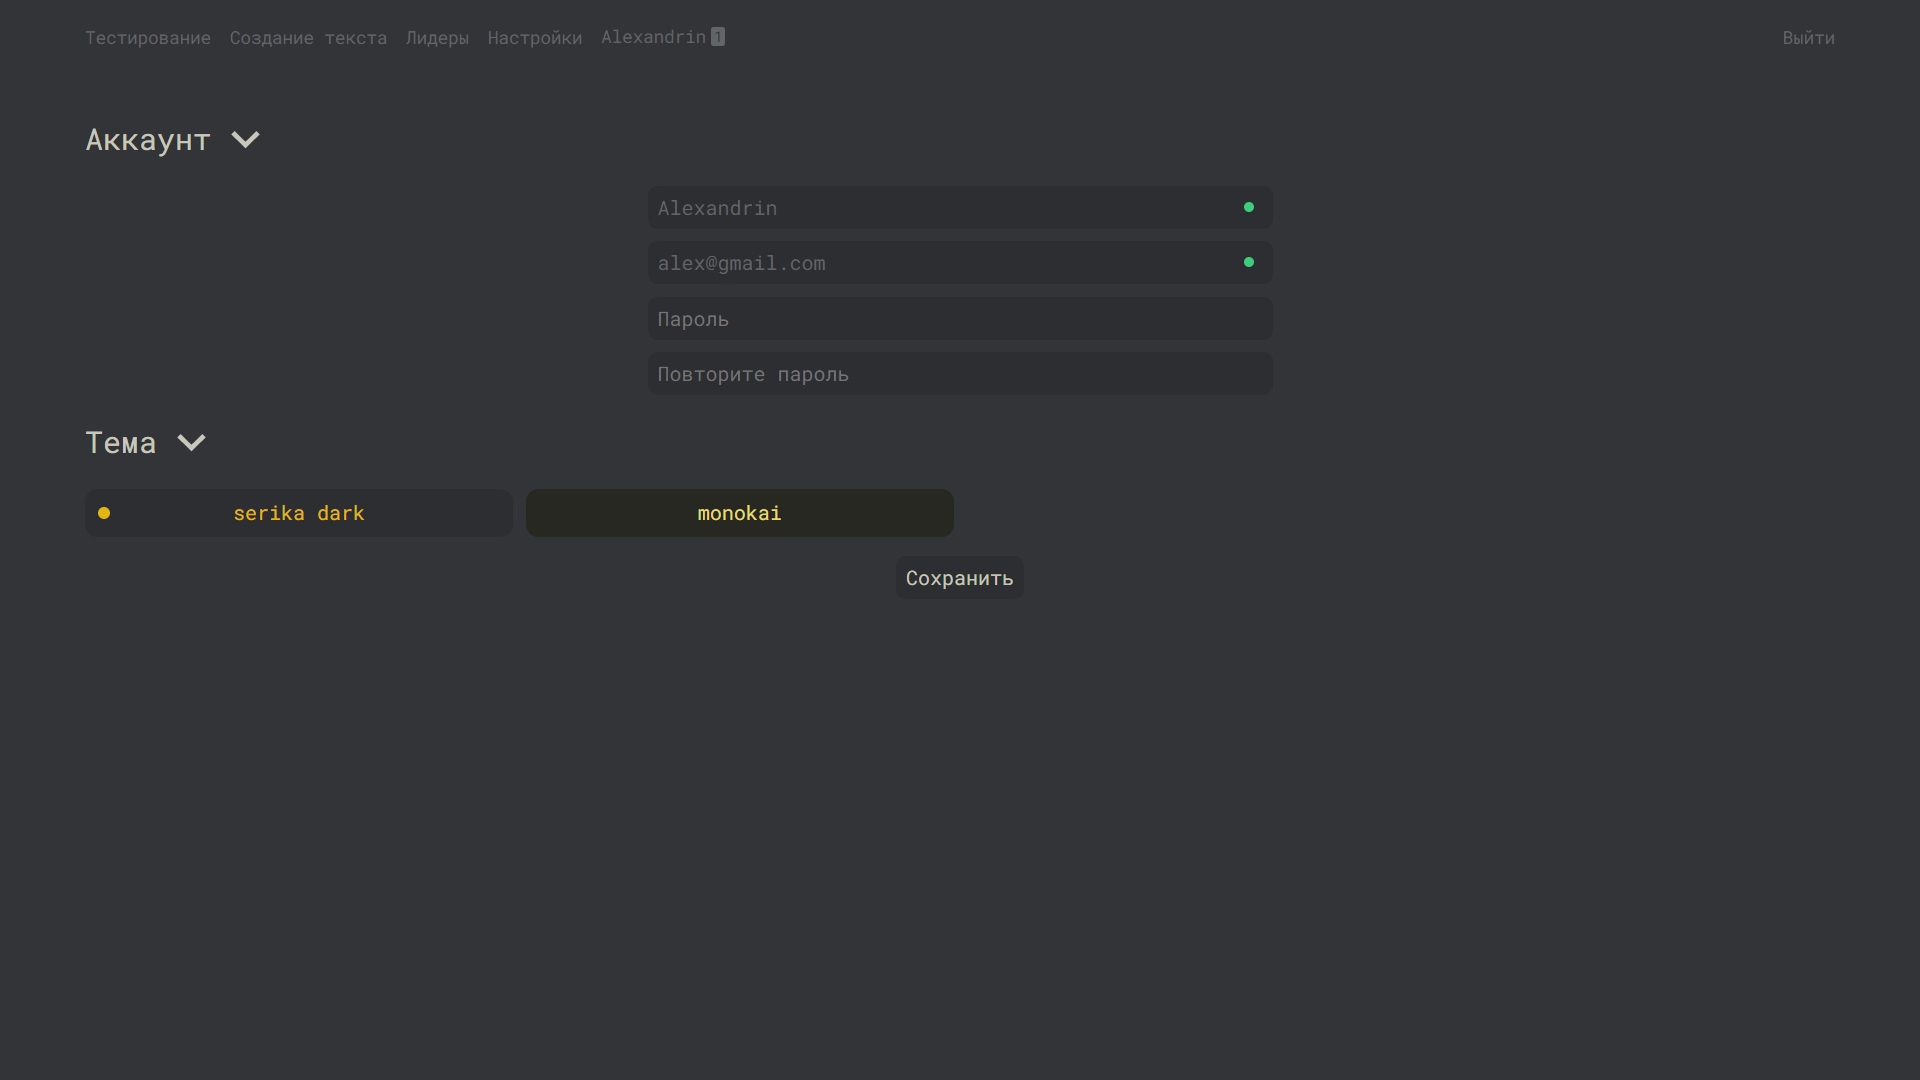 Тестирование Создание текста Лидеры Настройки Alexandrin 1 Выйти
Аккаунт
Alexandrin
alex@gmail.com
Пароль
Повторите пароль
Тема
serika dark monokai
Сохранить